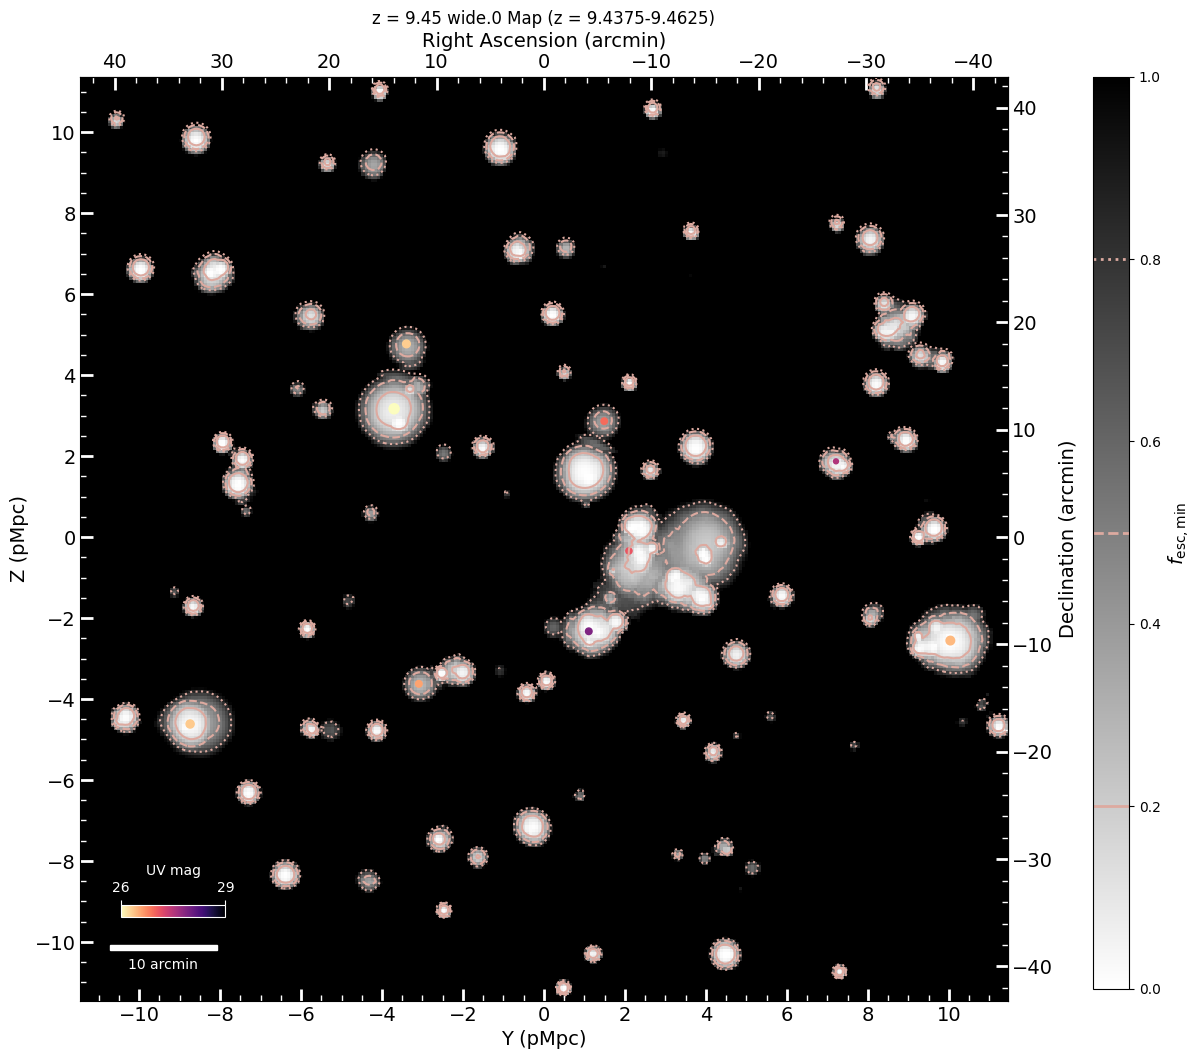 z = 9.45 wide.0 Map (z = 9.4375-9.4625)
Right Ascension (arcmin)
40 30 20 10 0 −10 −20 −30 −40
10
8
6
4
2
0
−2
−4
−6
−8
−10
Z (pMpc)
UV mag
26 29
10 arcmin
−10 −8 −6 −4 −2 0 2 4 6 8 10
Y (pMpc)
40
30
20
10
0
−10
−20
−30
−40
Declination (arcmin)
1.0
0.8
0.6
0.4
0.2
0.0
f_esc,min